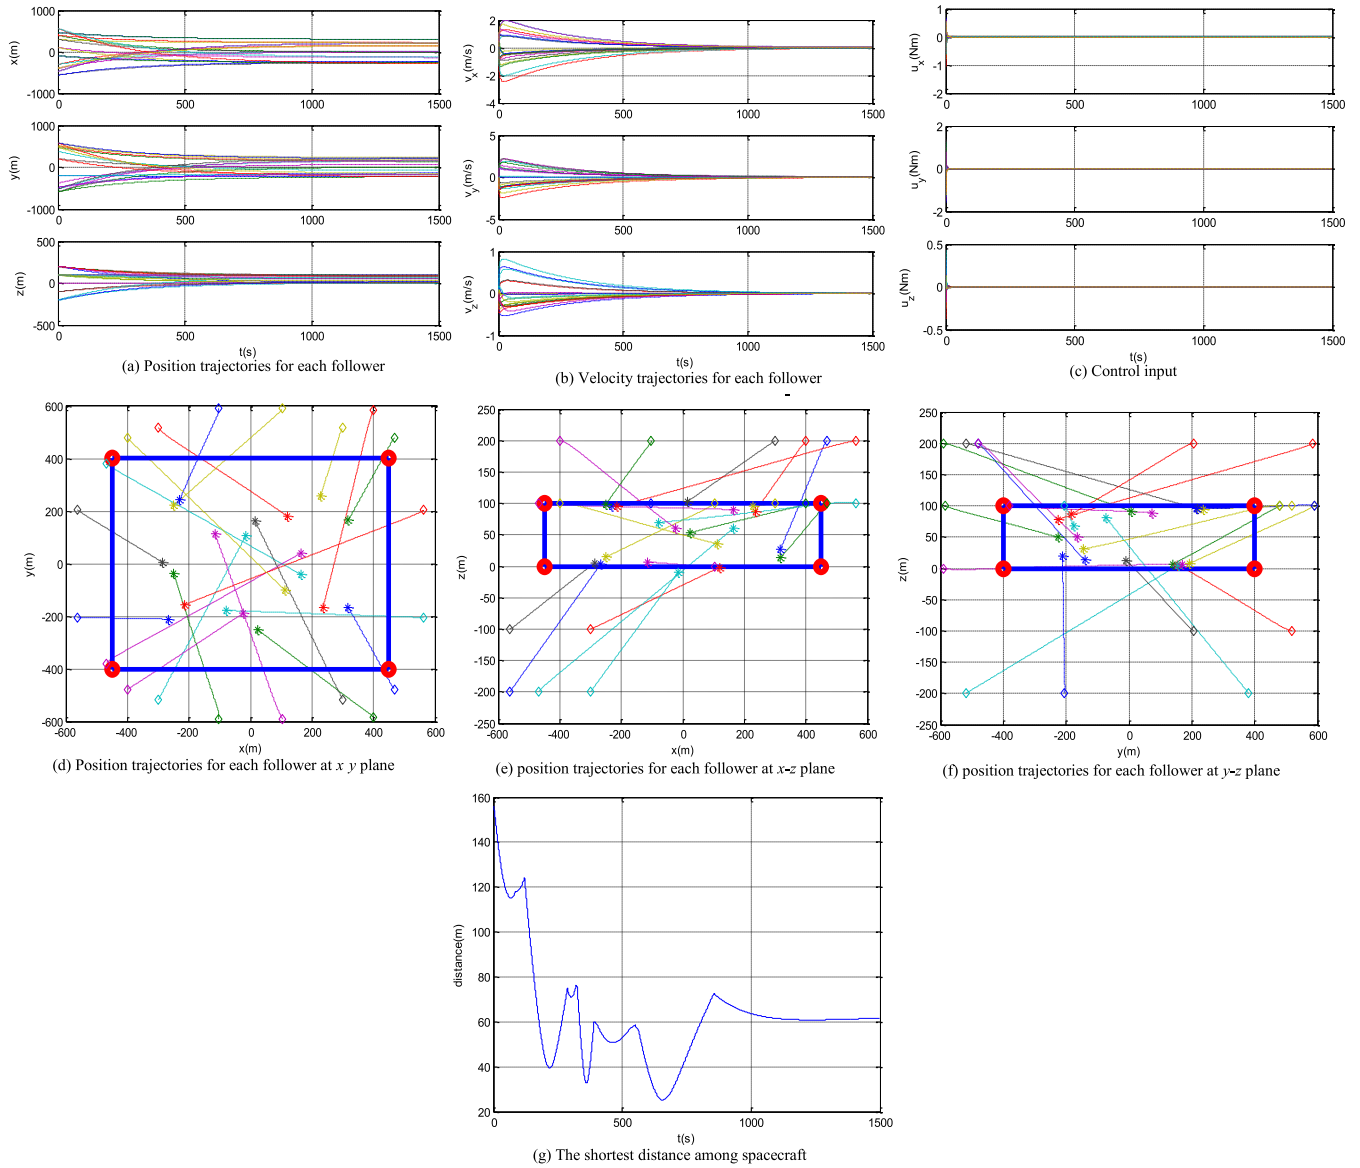 1000
0
-1000
x(m)
0 500 1000 1500
1000
0
-1000
y(m)
0 500 1000 1500
500
0
-500
z(m)
0 500 1000 1500
t(s)
(a) Position trajectories for each follower
2
0
-2
-4
v_x(m/s)
0 500 1000 1500
5
0
-5
v_y(m/s)
0 500 1000 1500
1
0
-1
v_z(m/s)
0 500 1000 1500
t(s)
(b) Velocity trajectories for each follower
1
0
-1
-2
u_x(Nm)
0 500 1000 1500
2
0
-2
u_y(Nm)
0 500 1000 1500
0.5
0
-0.5
u_z(Nm)
0 500 1000 1500
t(s)
(c) Control input
600
400
200
0
-200
-400
-600
y(m)
-600 -400 -200 0 200 400 600
x(m)
(d) Position trajectories for each follower at x y plane
250
200
150
100
50
0
-50
-100
-150
-200
-250
z(m)
-600 -400 -200 0 200 400 600
x(m)
(e) position trajectories for each follower at x-z plane
250
200
150
100
50
0
-50
-100
-150
-200
-250
z(m)
-600 -400 -200 0 200 400 600
y(m)
(f) position trajectories for each follower at y-z plane
160
140
120
100
80
60
40
20
distance(m)
0 500 1000 1500
t(s)
(g) The shortest distance among spacecraft